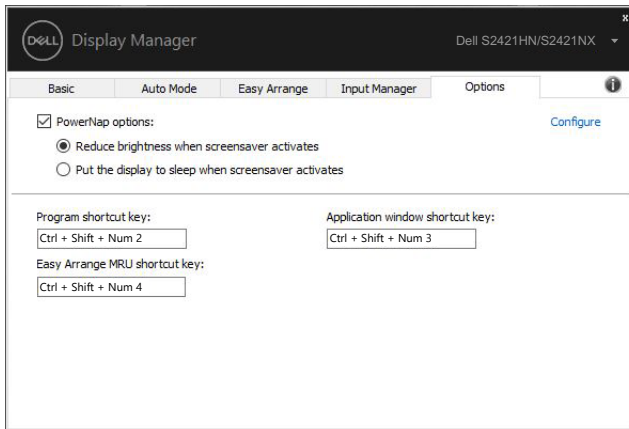 x
DELL Display Manager
Dell S2421HN/S2421NX
Basic Auto Mode Easy Arrange Input Manager Options i
PowerNap options: Configure
Reduce brightness when screensaver activates
Put the display to sleep when screensaver activates
Program shortcut key: Application window shortcut key:
Ctrl + Shift + Num 2 Ctrl + Shift + Num 3
Easy Arrange MRU shortcut key:
Ctrl + Shift + Num 4